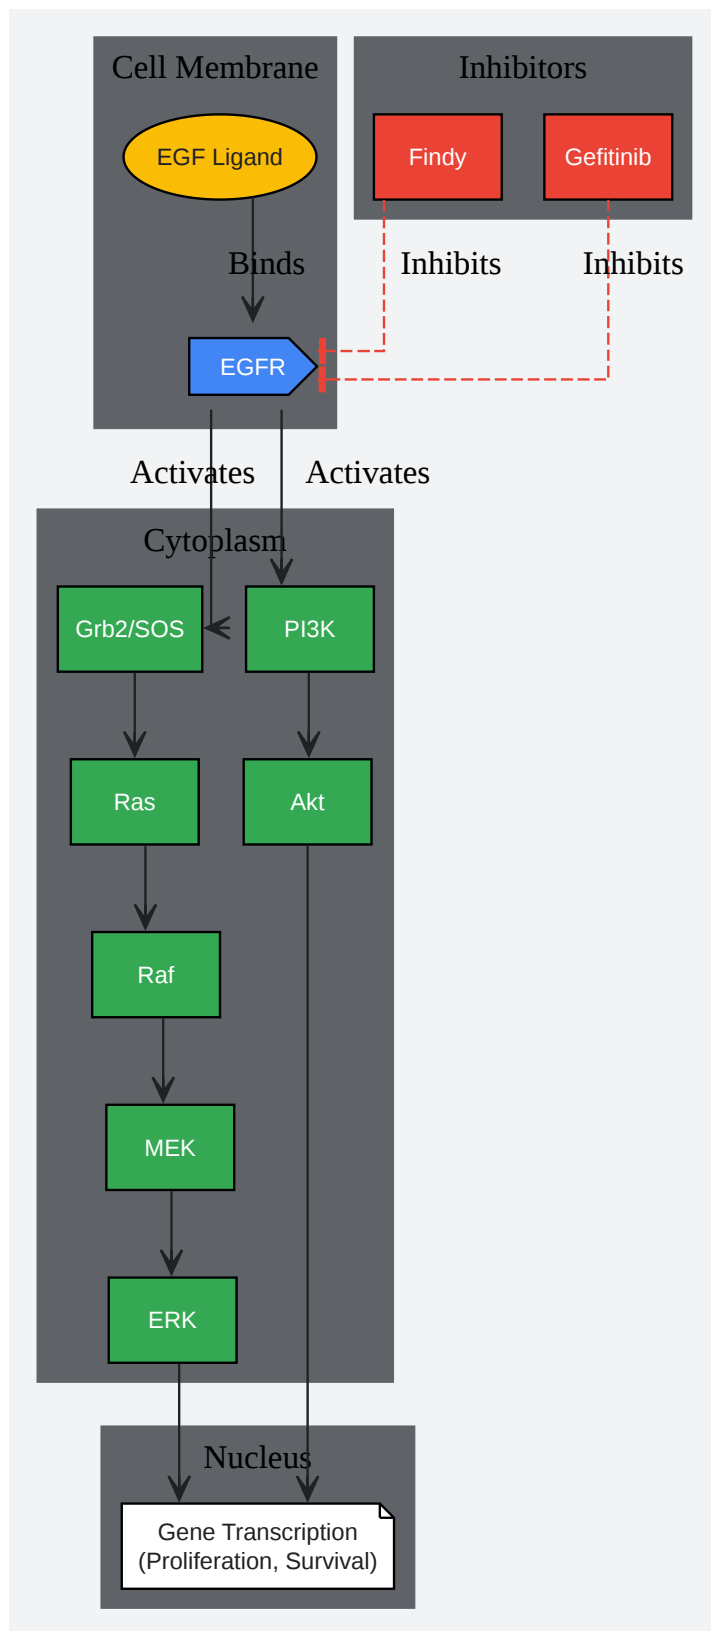 Cell Membrane
Inhibitors
EGF Ligand
Findy
Gefitinib
Binds
Inhibits
Inhibits
EGFR
Activates
Activates
Cytoplasm
Grb2/SOS
PI3K
Ras
Akt
Raf
MEK
ERK
Nucleus
Gene Transcription
(Proliferation, Survival)